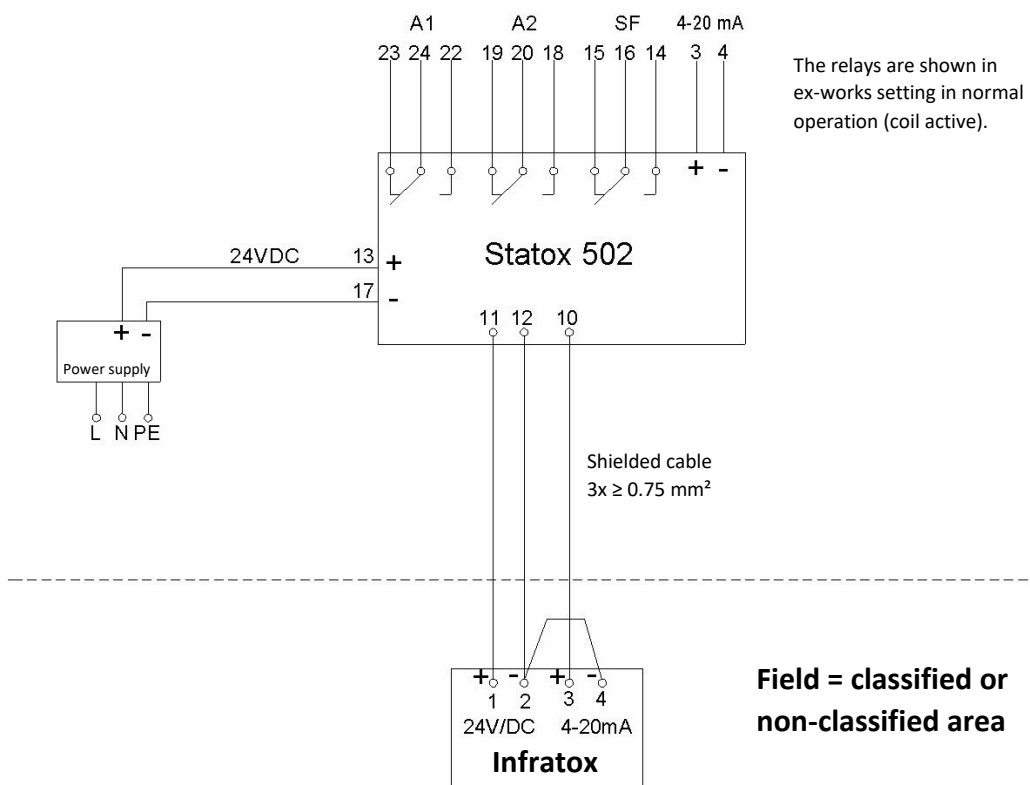 A1 A2 SF 4-20 mA
23 24 22 19 20 18 15 16 14 3 4
The relays are shown in
ex-works setting in normal
operation (coil active).
+ -
Statox 502
24VDC 13 +
17 -
11 12 10
+ -
Power supply
L N PE
Shielded cable
3x ≥ 0.75 mm²
+ - + -
1 2 3 4
24V/DC 4-20mA
Infratox
Field = classified or
non-classified area